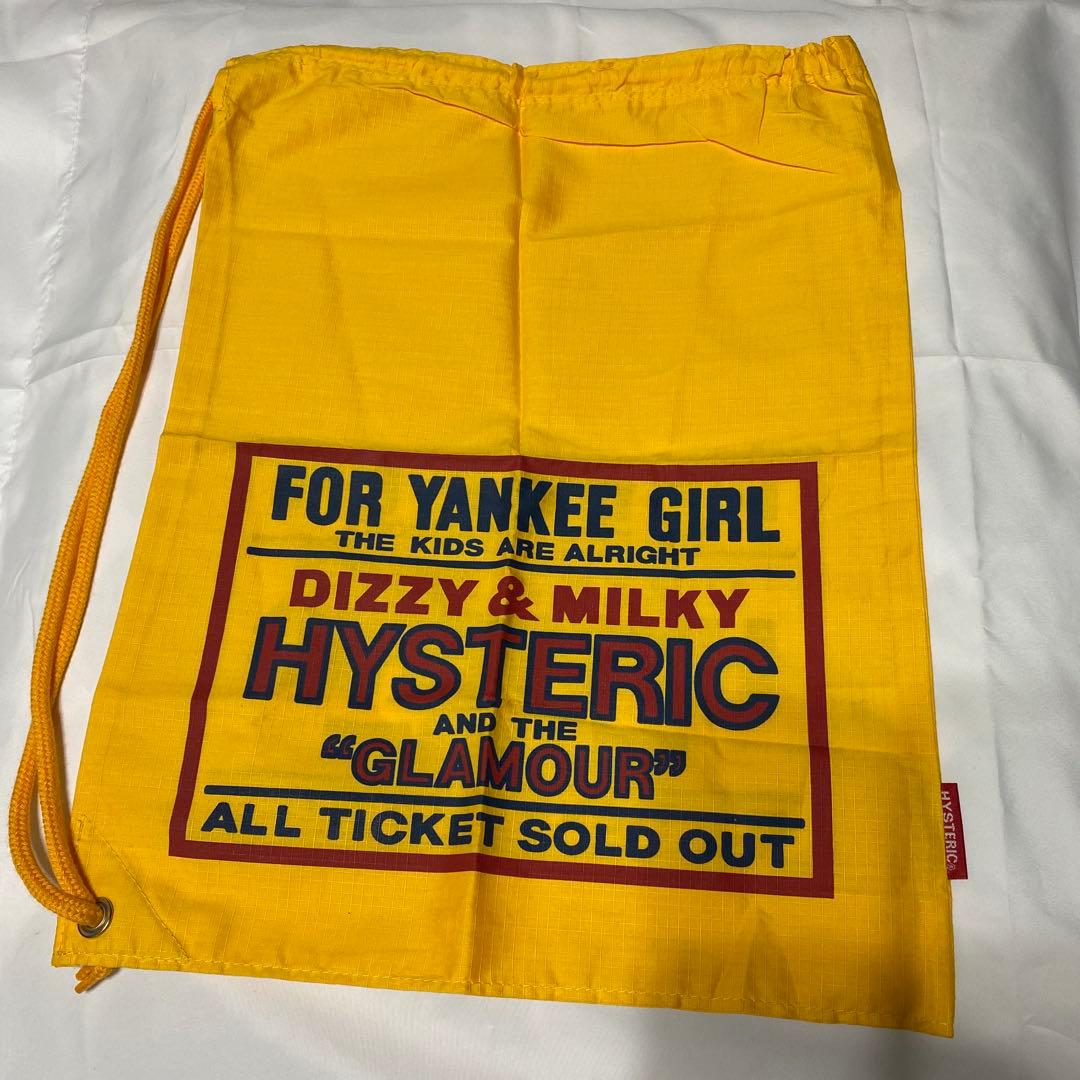 FOR YANKEE GIRL
THE KIDS ARE ALRIGHT
DIZZY & MILKY
HYSTERIC
AND THE
“GLAMOUR”
ALL TICKET SOLD OUT
HYSTERIC®